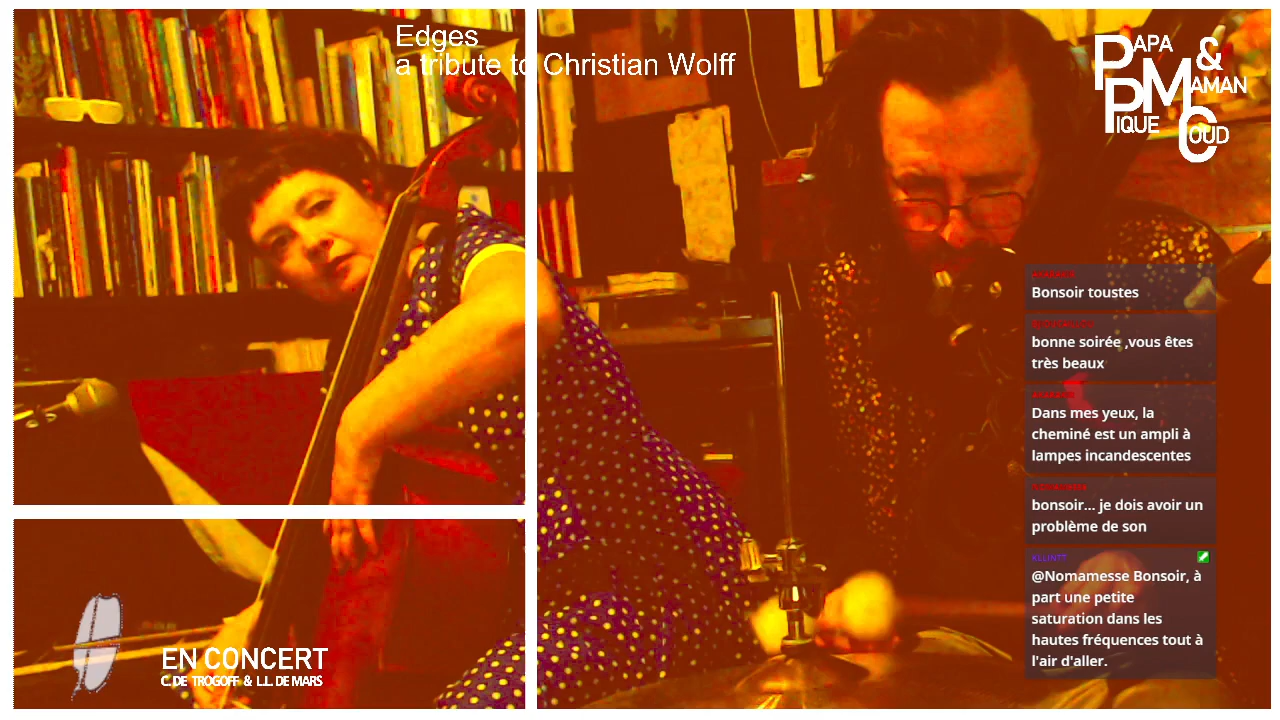 Edges
a tribute to Christian Wolff
PAPA &
MAMAN
PIQUE
COUD
Bonsoir toustes
bonne soirée ,vous êtes
très beaux
Dans mes yeux, la
cheminé est un ampli à
lampes incandescentes
bonsoir... je dois avoir un
problème de son
@Nomamesse Bonsoir, à
part une petite
saturation dans les
hautes fréquences tout à
l'air d'aller.
EN CONCERT
C. DE TROGOFF & L.L. DE MARS